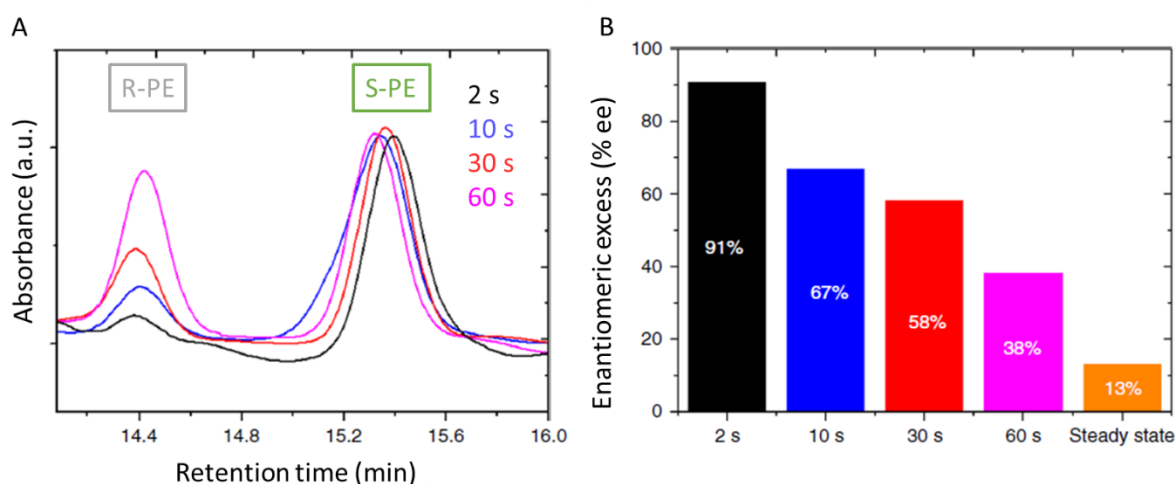 A
R-PE
S-PE
2 s
10 s
30 s
60 s
Absorbance (a.u.)
14.4
14.8
15.2
15.6
16.0
Retention time (min)
B
100
80
60
40
20
0
Enantiomeric excess (% ee)
91%
67%
58%
38%
13%
2 s
10 s
30 s
60 s
Steady state